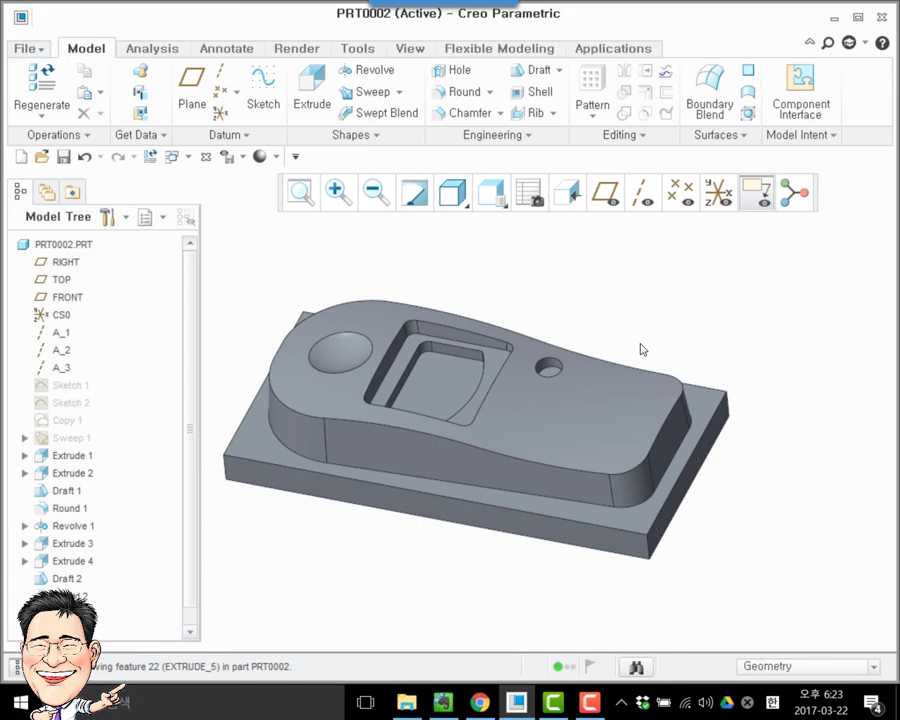 PRT0002 (Active) - Creo Parametric
File Model Analysis Annotate Render Tools View Flexible Modeling Applications
Regenerate
Plane
Sketch
Extrude
Revolve
Sweep
Swept Blend
Hole
Round
Chamfer
Draft
Shell
Rib
Pattern
Boundary
Blend
Component
Interface
Operations Get Data Datum Shapes Engineering Editing Surfaces Model Intent
Model Tree
PRT0002.PRT
RIGHT
TOP
FRONT
CS0
A_1
A_2
A_3
Sketch 1
Sketch 2
Copy 1
Sweep 1
Extrude 1
Extrude 2
Draft 1
Round 1
Revolve 1
Extrude 3
Extrude 4
Draft 2
feature 22 (EXTRUDE_5) in part PRT0002.
Geometry
한
오후 6:23
2017-03-22
4